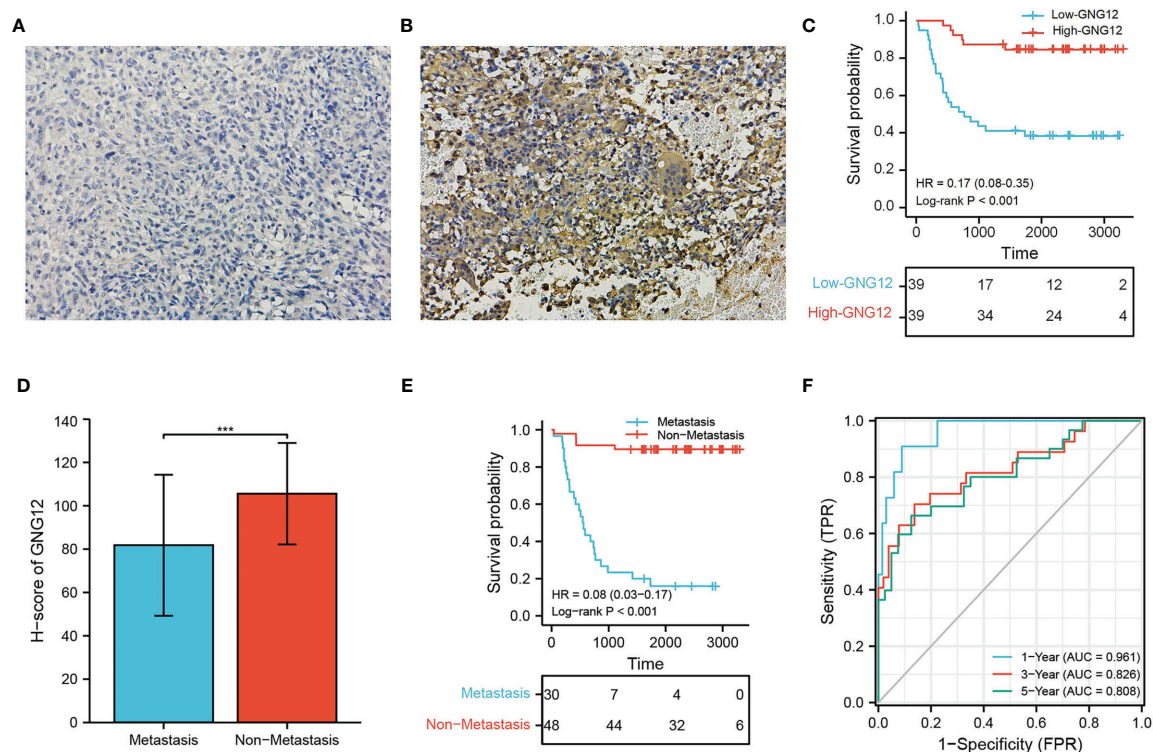 A
B
C
Low-GNG12
High-GNG12
1.0
0.8
0.6
0.4
0.2
0.0
Survival probability
HR = 0.17 (0.08-0.35)
Log-rank P < 0.001
0 1000 2000 3000
Time
Low-GNG12 39 17 12 2
High-GNG12 39 34 24 4
D
140
120
100
80
60
40
20
0
H-score of GNG12
***
Metastasis Non-Metastasis
E
Metastasis
Non-Metastasis
1.0
0.8
0.6
0.4
0.2
0.0
Survival probability
HR = 0.08 (0.03-0.17)
Log-rank P < 0.001
0 1000 2000 3000
Time
Metastasis 30 7 4 0
Non-Metastasis 48 44 32 6
F
1.0
0.8
0.6
0.4
0.2
0.0
Sensitivity (TPR)
1-Year (AUC = 0.961)
3-Year (AUC = 0.826)
5-Year (AUC = 0.808)
0.0 0.2 0.4 0.6 0.8 1.0
1-Specificity (FPR)